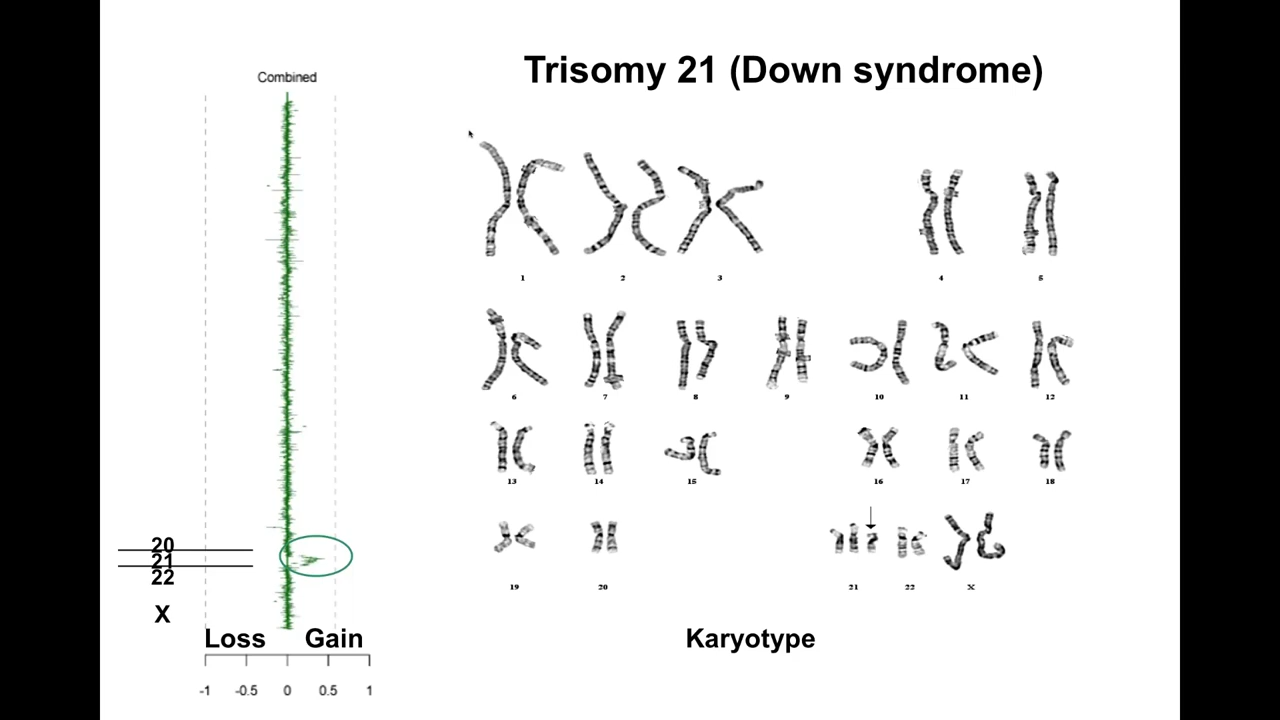 Trisomy 21 (Down syndrome)
Combined
1 2 3 4 5
6 7 8 9 10 11 12
13 14 15 16 17 18
19 20 21 22 X
20
21
22
X
Loss Gain
-1 -0.5 0 0.5 1
Karyotype